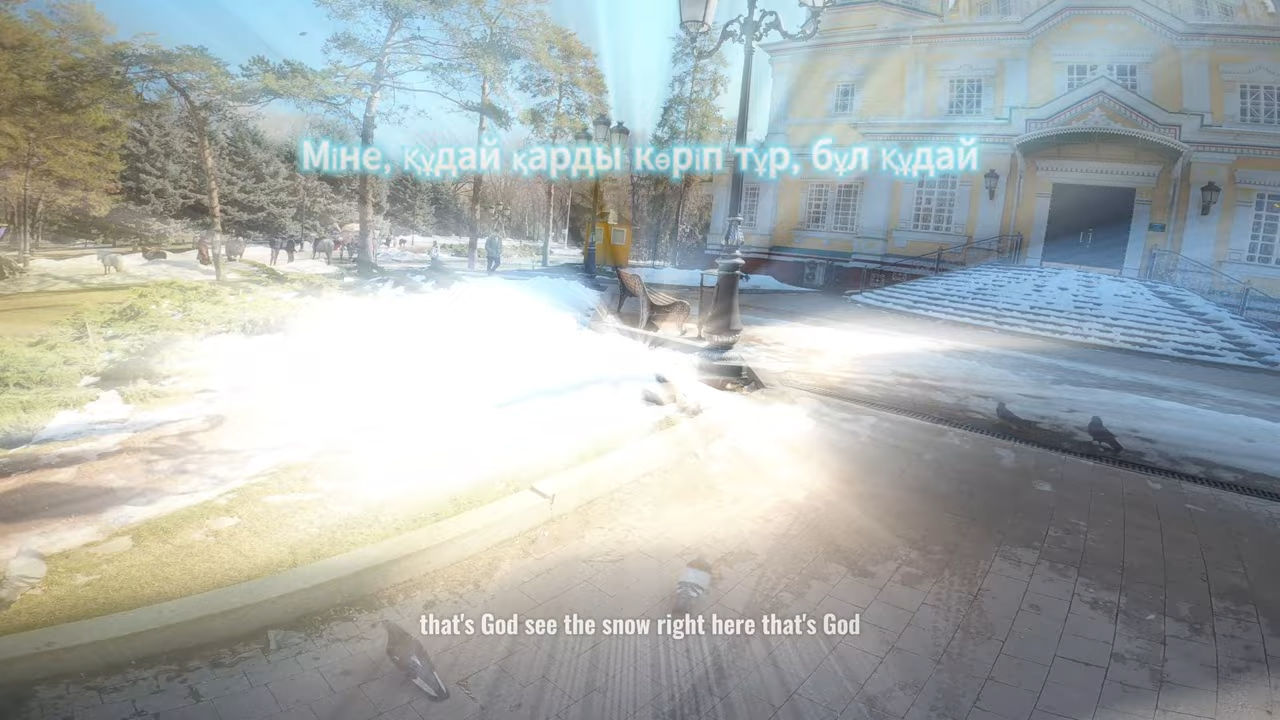 Міне, құдай қарды көріп тұр, бұл құдай
that's God see the snow right here that's God